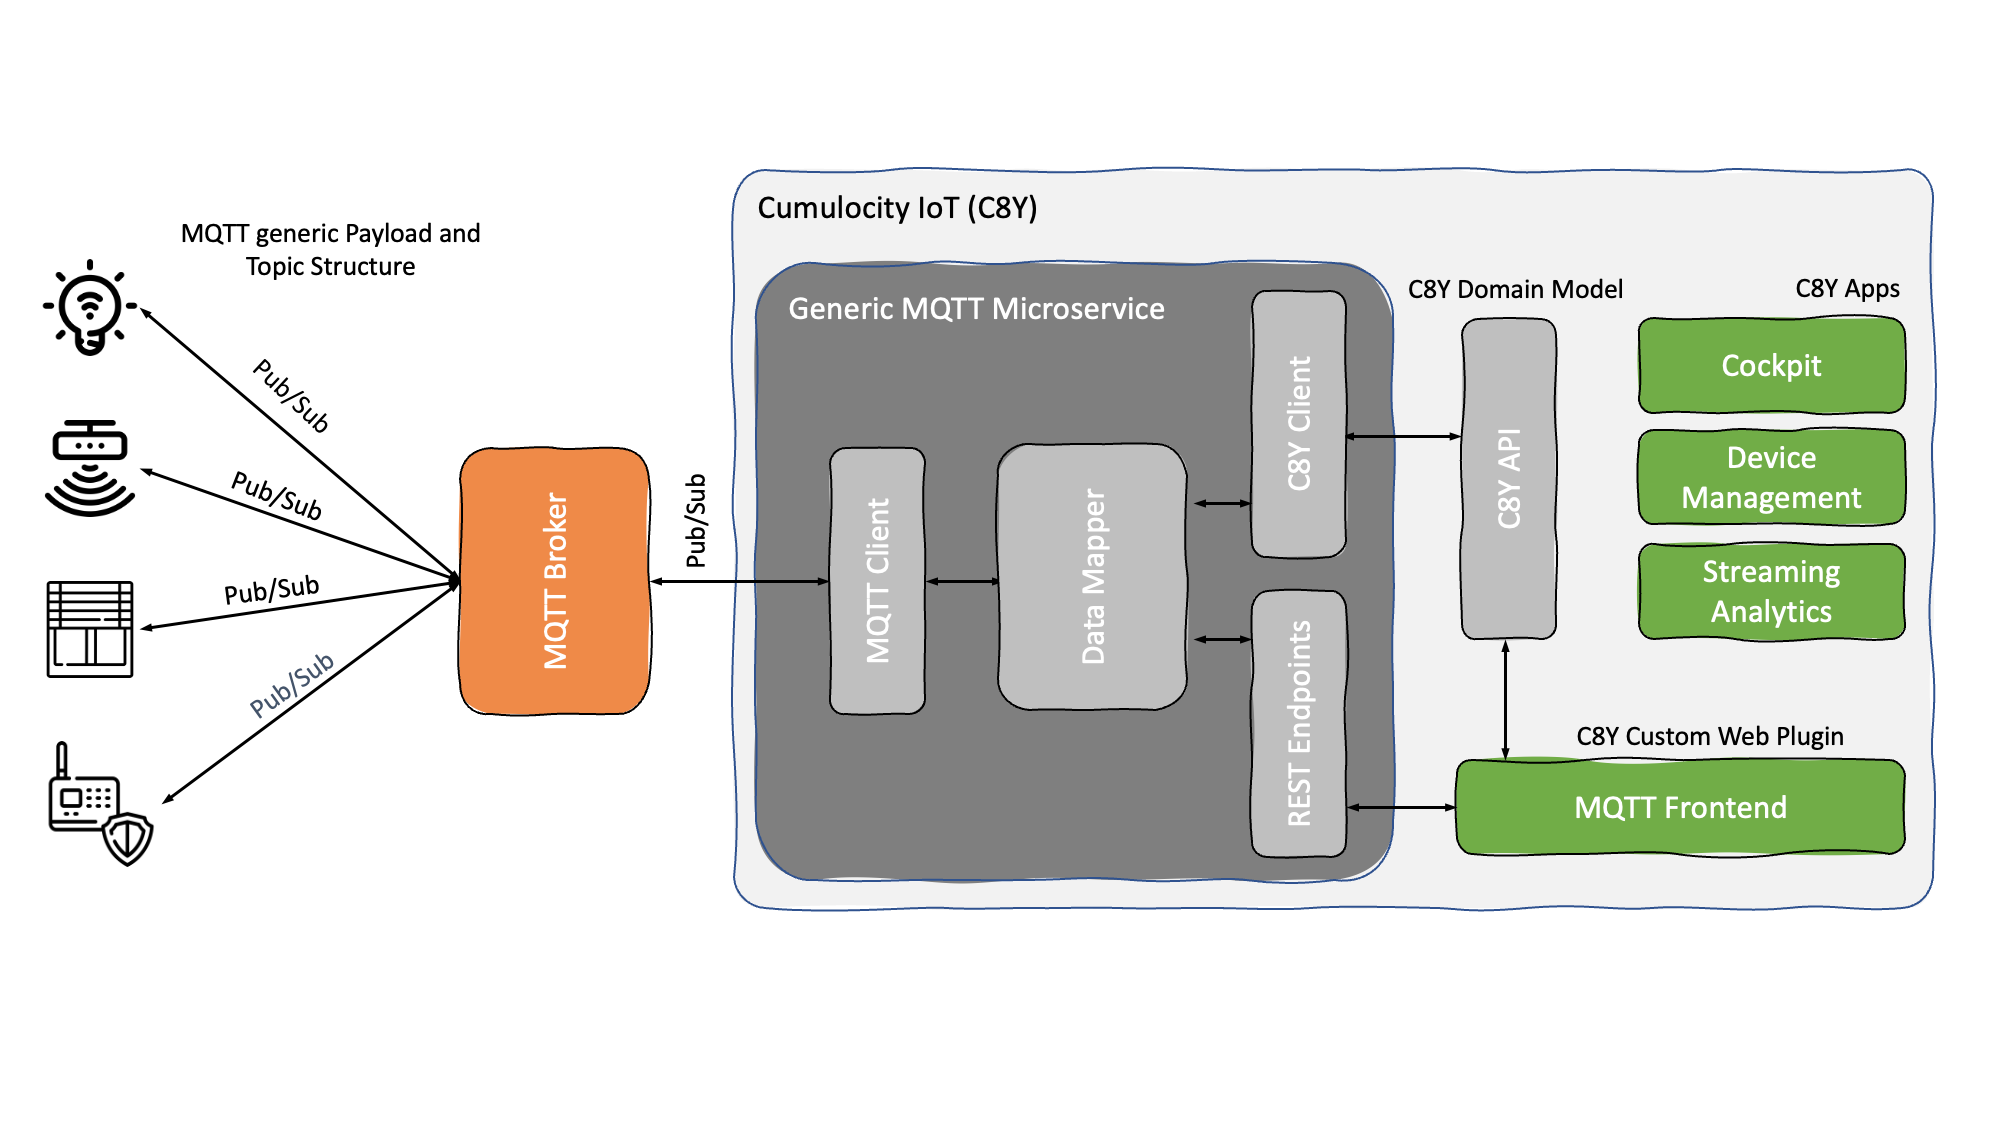 MQTT generic Payload and
Topic Structure
Pub/Sub
Pub/Sub
Pub/Sub
Pub/Sub
MQTT Broker
Pub/Sub
Cumulocity IoT (C8Y)
Generic MQTT Microservice
MQTT Client
Data Mapper
C8Y Client
REST Endpoints
C8Y Domain Model
C8Y API
C8Y Apps
Cockpit
Device
Management
Streaming
Analytics
C8Y Custom Web Plugin
MQTT Frontend